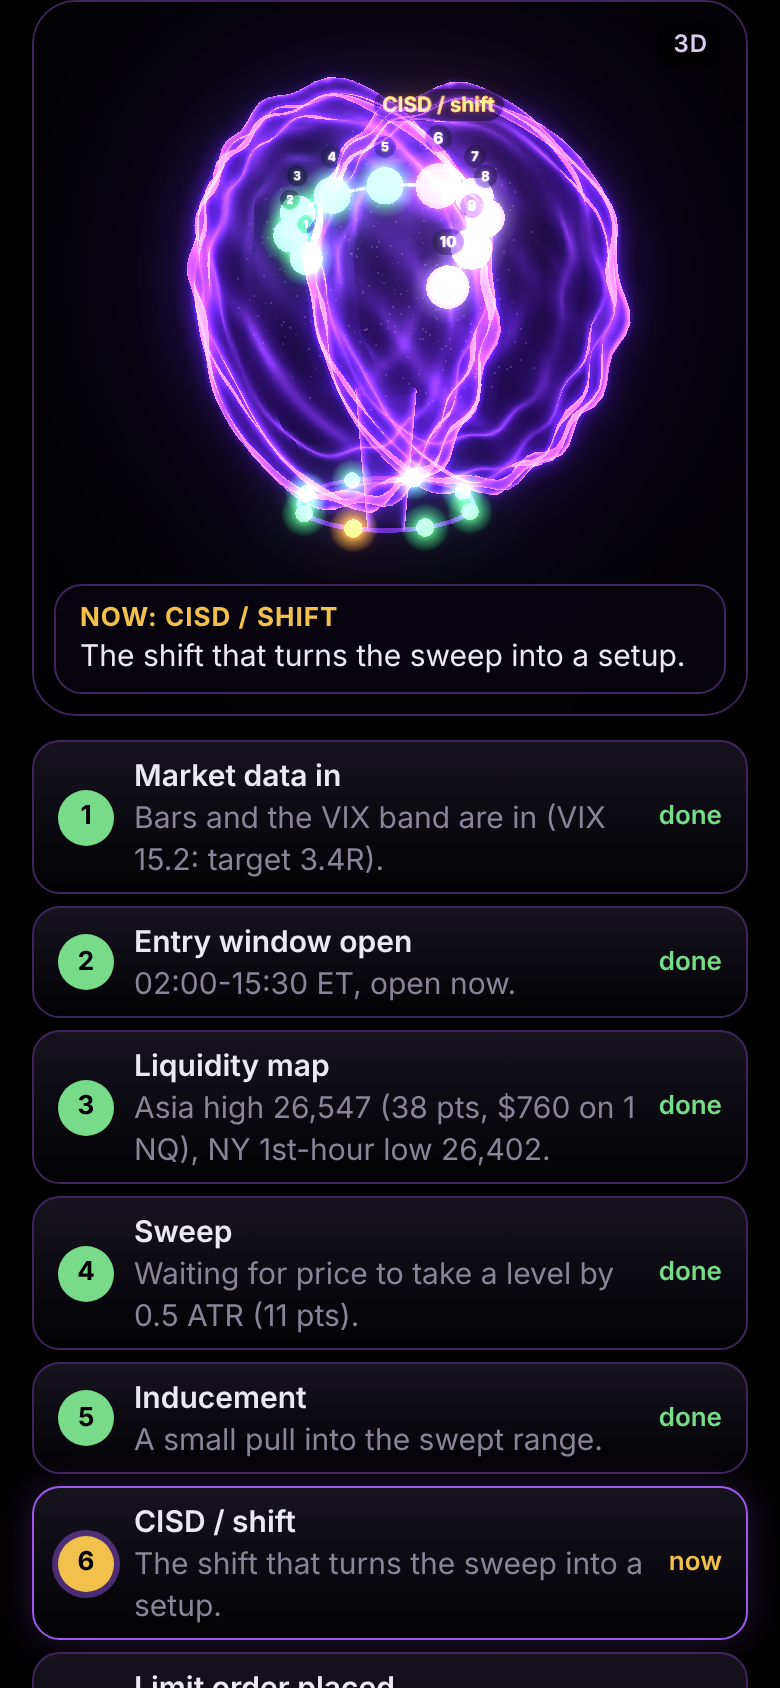 3D
CISD / shift
6
5
4
7
3
8
2
9
1
10
NOW: CISD / SHIFT
The shift that turns the sweep into a setup.
1
Market data in
Bars and the VIX band are in (VIX
15.2: target 3.4R).
done
2
Entry window open
02:00-15:30 ET, open now.
done
3
Liquidity map
Asia high 26,547 (38 pts, $760 on 1
NQ), NY 1st-hour low 26,402.
done
4
Sweep
Waiting for price to take a level by
0.5 ATR (11 pts).
done
5
Inducement
A small pull into the swept range.
done
6
CISD / shift
The shift that turns the sweep into a
setup.
now
Limit order placed